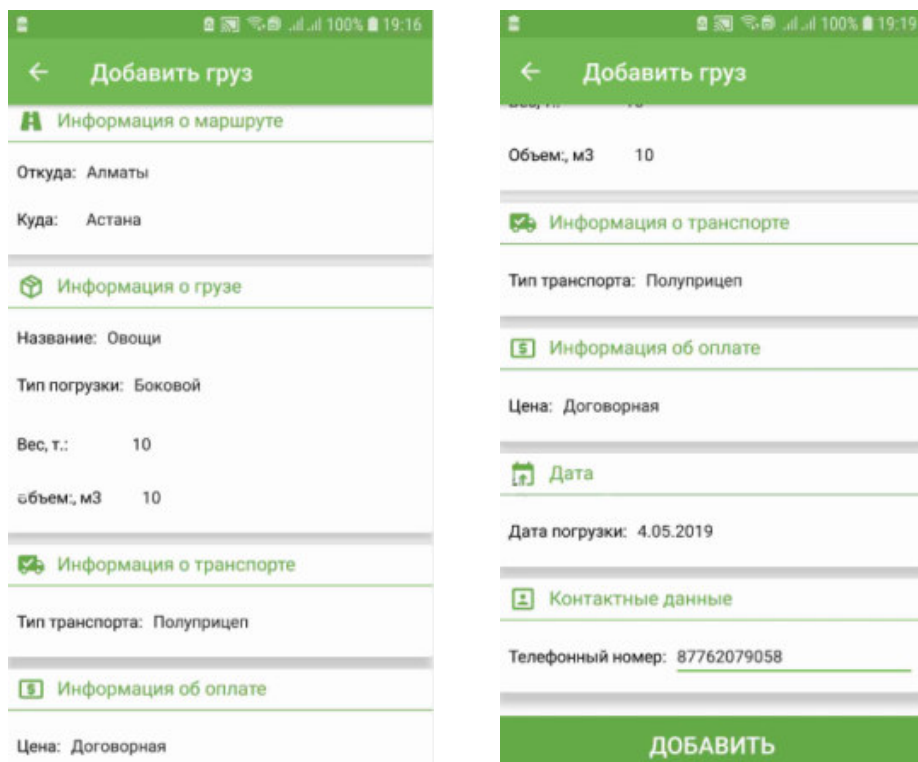 100% 19:16
Добавить груз
Информация о маршруте
Откуда: Алматы
Куда: Астана
Информация о грузе
Название: Овощи
Тип погрузки: Боковой
Вес, т.: 10
объем:, м3 10
Информация о транспорте
Тип транспорта: Полуприцеп
Информация об оплате
Цена: Договорная
100% 19:19
Добавить груз
Объем:, м3 10
Информация о транспорте
Тип транспорта: Полуприцеп
Информация об оплате
Цена: Договорная
Дата
Дата погрузки: 4.05.2019
Контактные данные
Телефонный номер: 87762079058
ДОБАВИТЬ